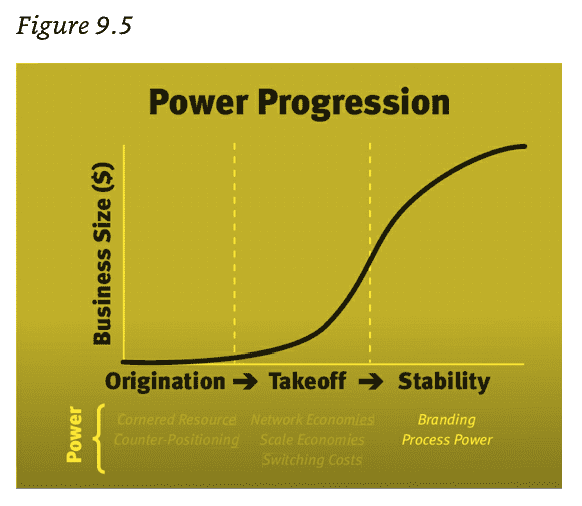 Figure 9.5
Power Progression
Business Size ($)
Origination → Takeoff → Stability
Power
Cornered Resource Network Economies Branding
Counter-Positioning Scale Economies Process Power
Switching Costs